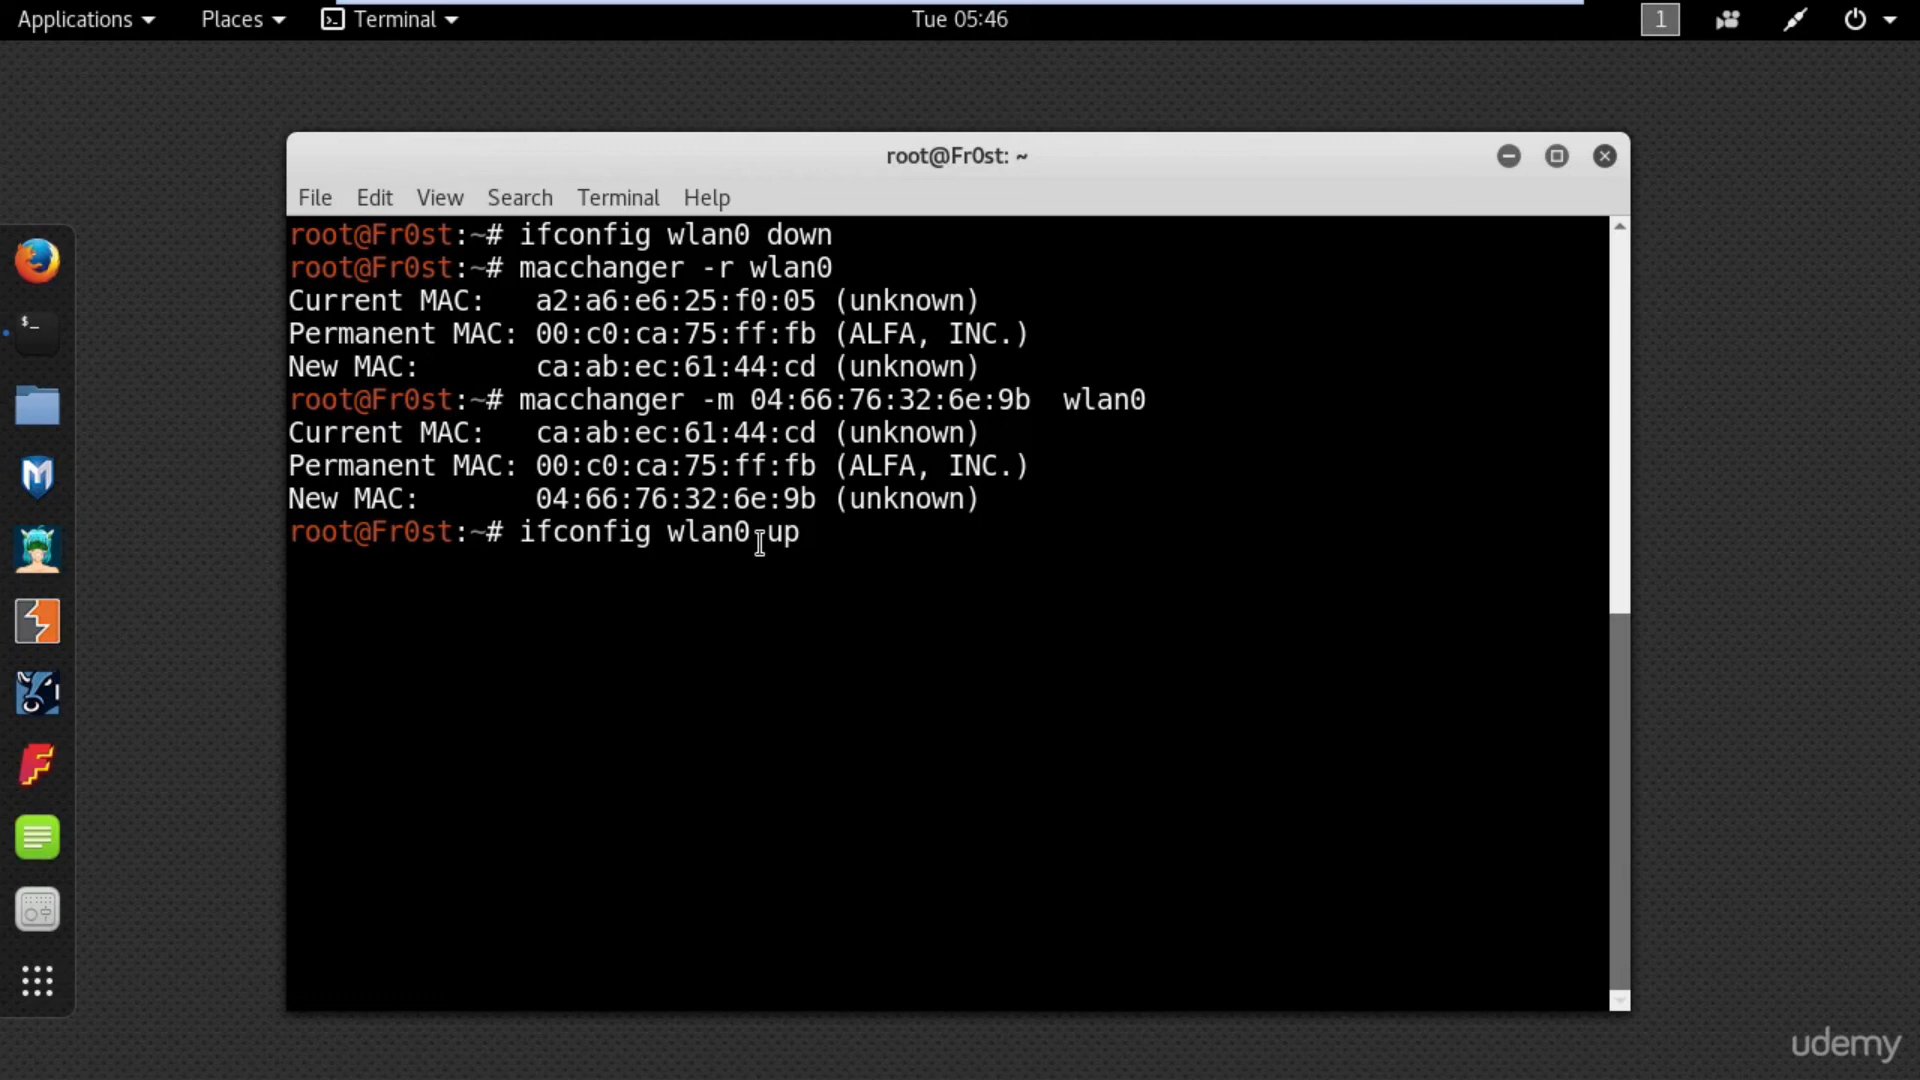 Applications Places Terminal Tue 05:46 1
root@Fr0st: ~
File Edit View Search Terminal Help
root@Fr0st:~# ifconfig wlan0 down
root@Fr0st:~# macchanger -r wlan0
Current MAC:   a2:a6:e6:25:f0:05 (unknown)
Permanent MAC: 00:c0:ca:75:ff:fb (ALFA, INC.)
New MAC:       ca:ab:ec:61:44:cd (unknown)
root@Fr0st:~# macchanger -m 04:66:76:32:6e:9b  wlan0
Current MAC:   ca:ab:ec:61:44:cd (unknown)
Permanent MAC: 00:c0:ca:75:ff:fb (ALFA, INC.)
New MAC:       04:66:76:32:6e:9b (unknown)
root@Fr0st:~# ifconfig wlan0 up
udemy